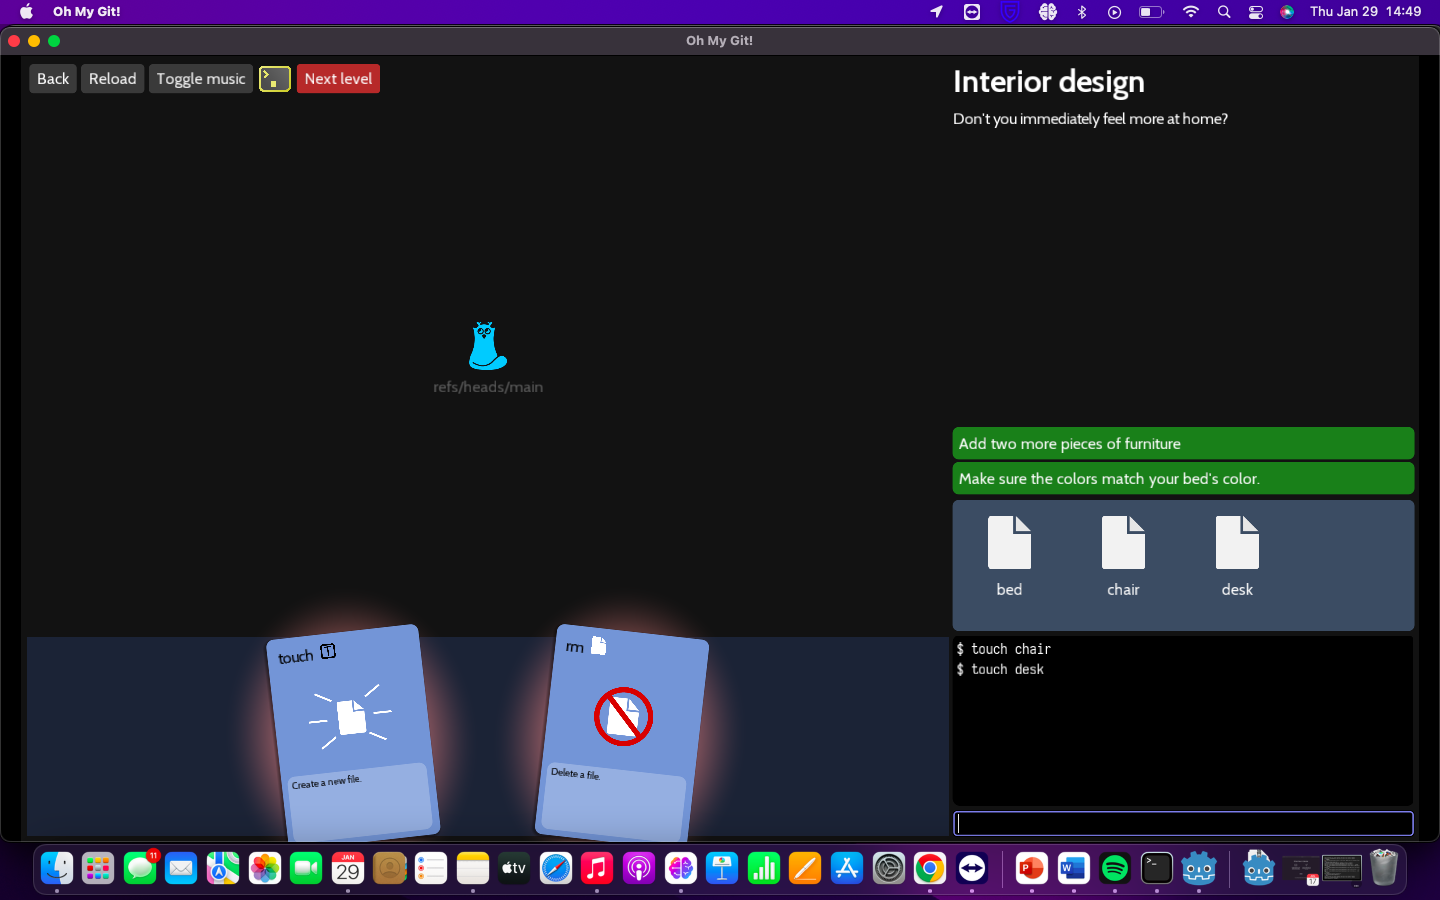 Oh My Git!
Thu Jan 29 14:49
Oh My Git!
Back
Reload
Toggle music
Next level
Interior design
Don't you immediately feel more at home?
refs/heads/main
Add two more pieces of furniture
Make sure the colors match your bed's color.
bed
chair
desk
touch T
Create a new file.
rm
Delete a file.
$ touch chair
$ touch desk
11
JAN
29
tv
17